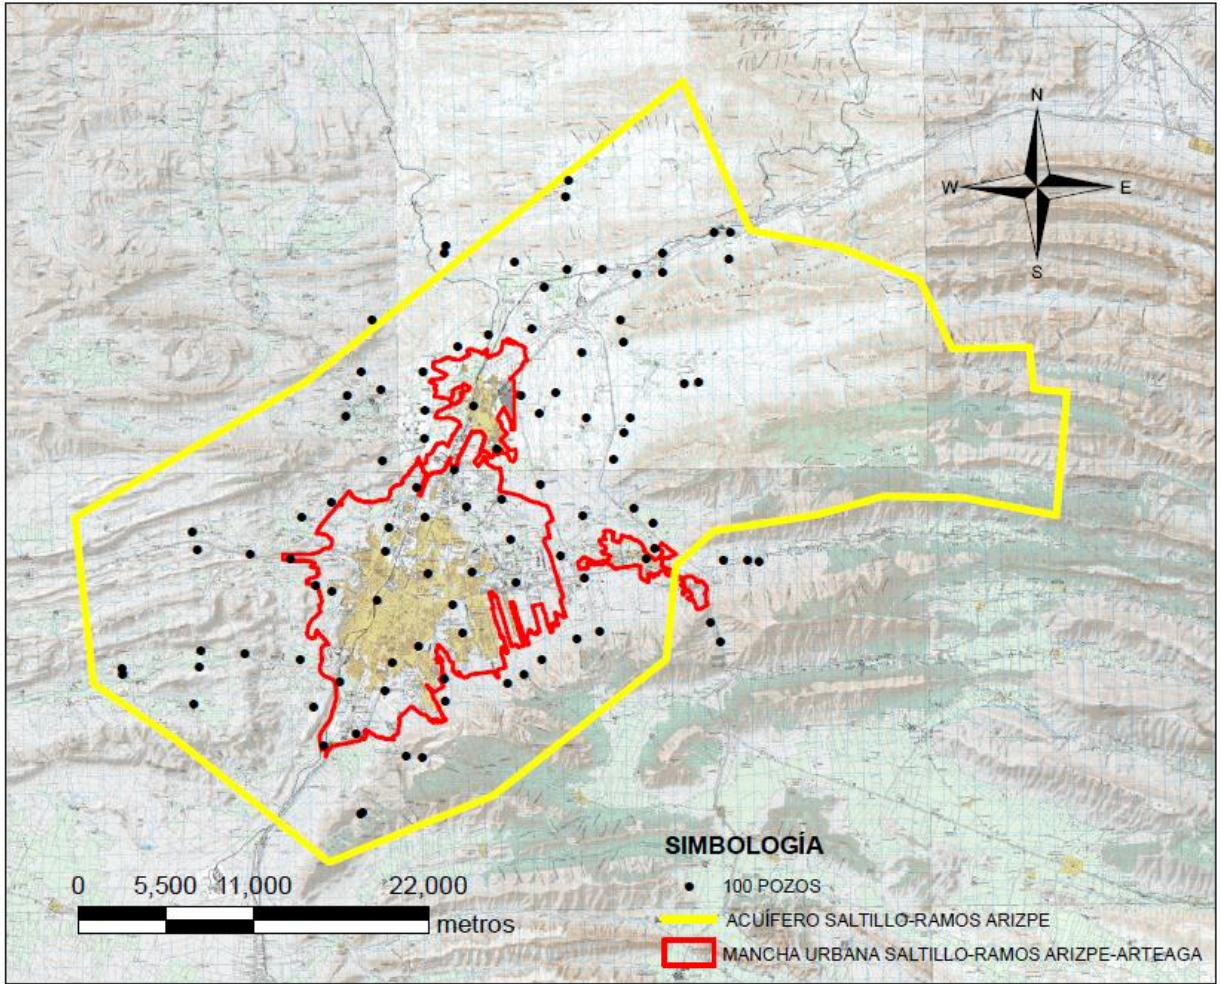 N
W E
S
SIMBOLOGÍA
100 POZOS
ACUÍFERO SALTILLO-RAMOS ARIZPE
MANCHA URBANA SALTILLO-RAMOS ARIZPE-ARTEAGA
0 5,500 11,000 22,000
metros